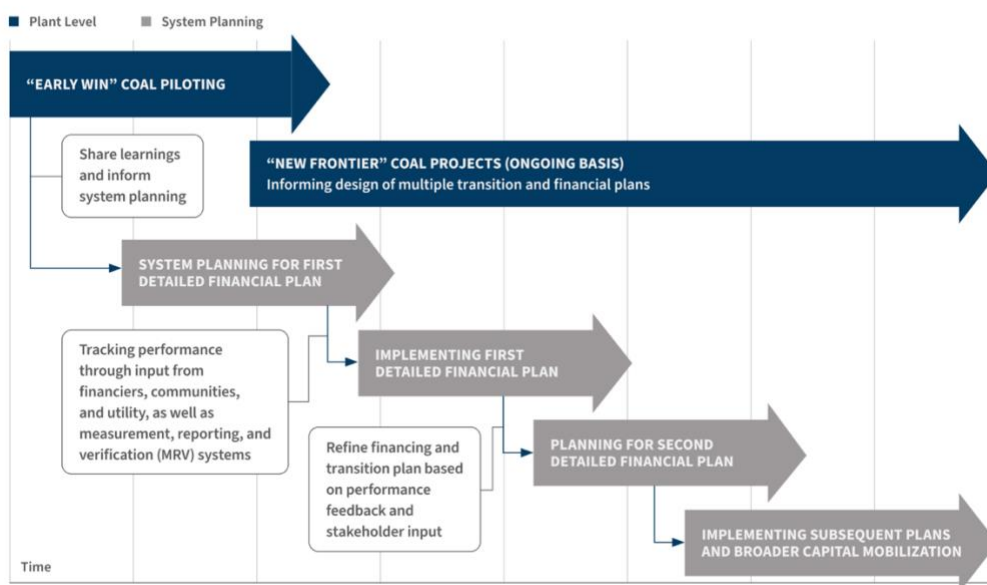 Plant Level
System Planning
“EARLY WIN” COAL PILOTING
Share learnings
and inform
system planning
“NEW FRONTIER” COAL PROJECTS (ONGOING BASIS)
Informing design of multiple transition and financial plans
SYSTEM PLANNING FOR FIRST
DETAILED FINANCIAL PLAN
Tracking performance
through input from
financiers, communities,
and utility, as well as
measurement, reporting, and
verification (MRV) systems
IMPLEMENTING FIRST
DETAILED FINANCIAL PLAN
Refine financing and
transition plan based
on performance
feedback and
stakeholder input
PLANNING FOR SECOND
DETAILED FINANCIAL PLAN
IMPLEMENTING SUBSEQUENT PLANS
AND BROADER CAPITAL MOBILIZATION
Time